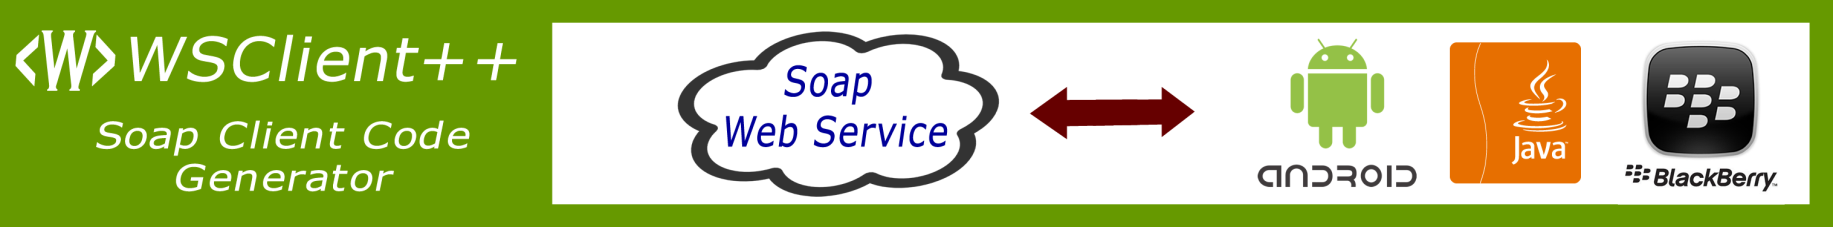 <W> WSClient++
Soap Client Code
Generator
Soap
Web Service
ANDROID
Java
BlackBerry